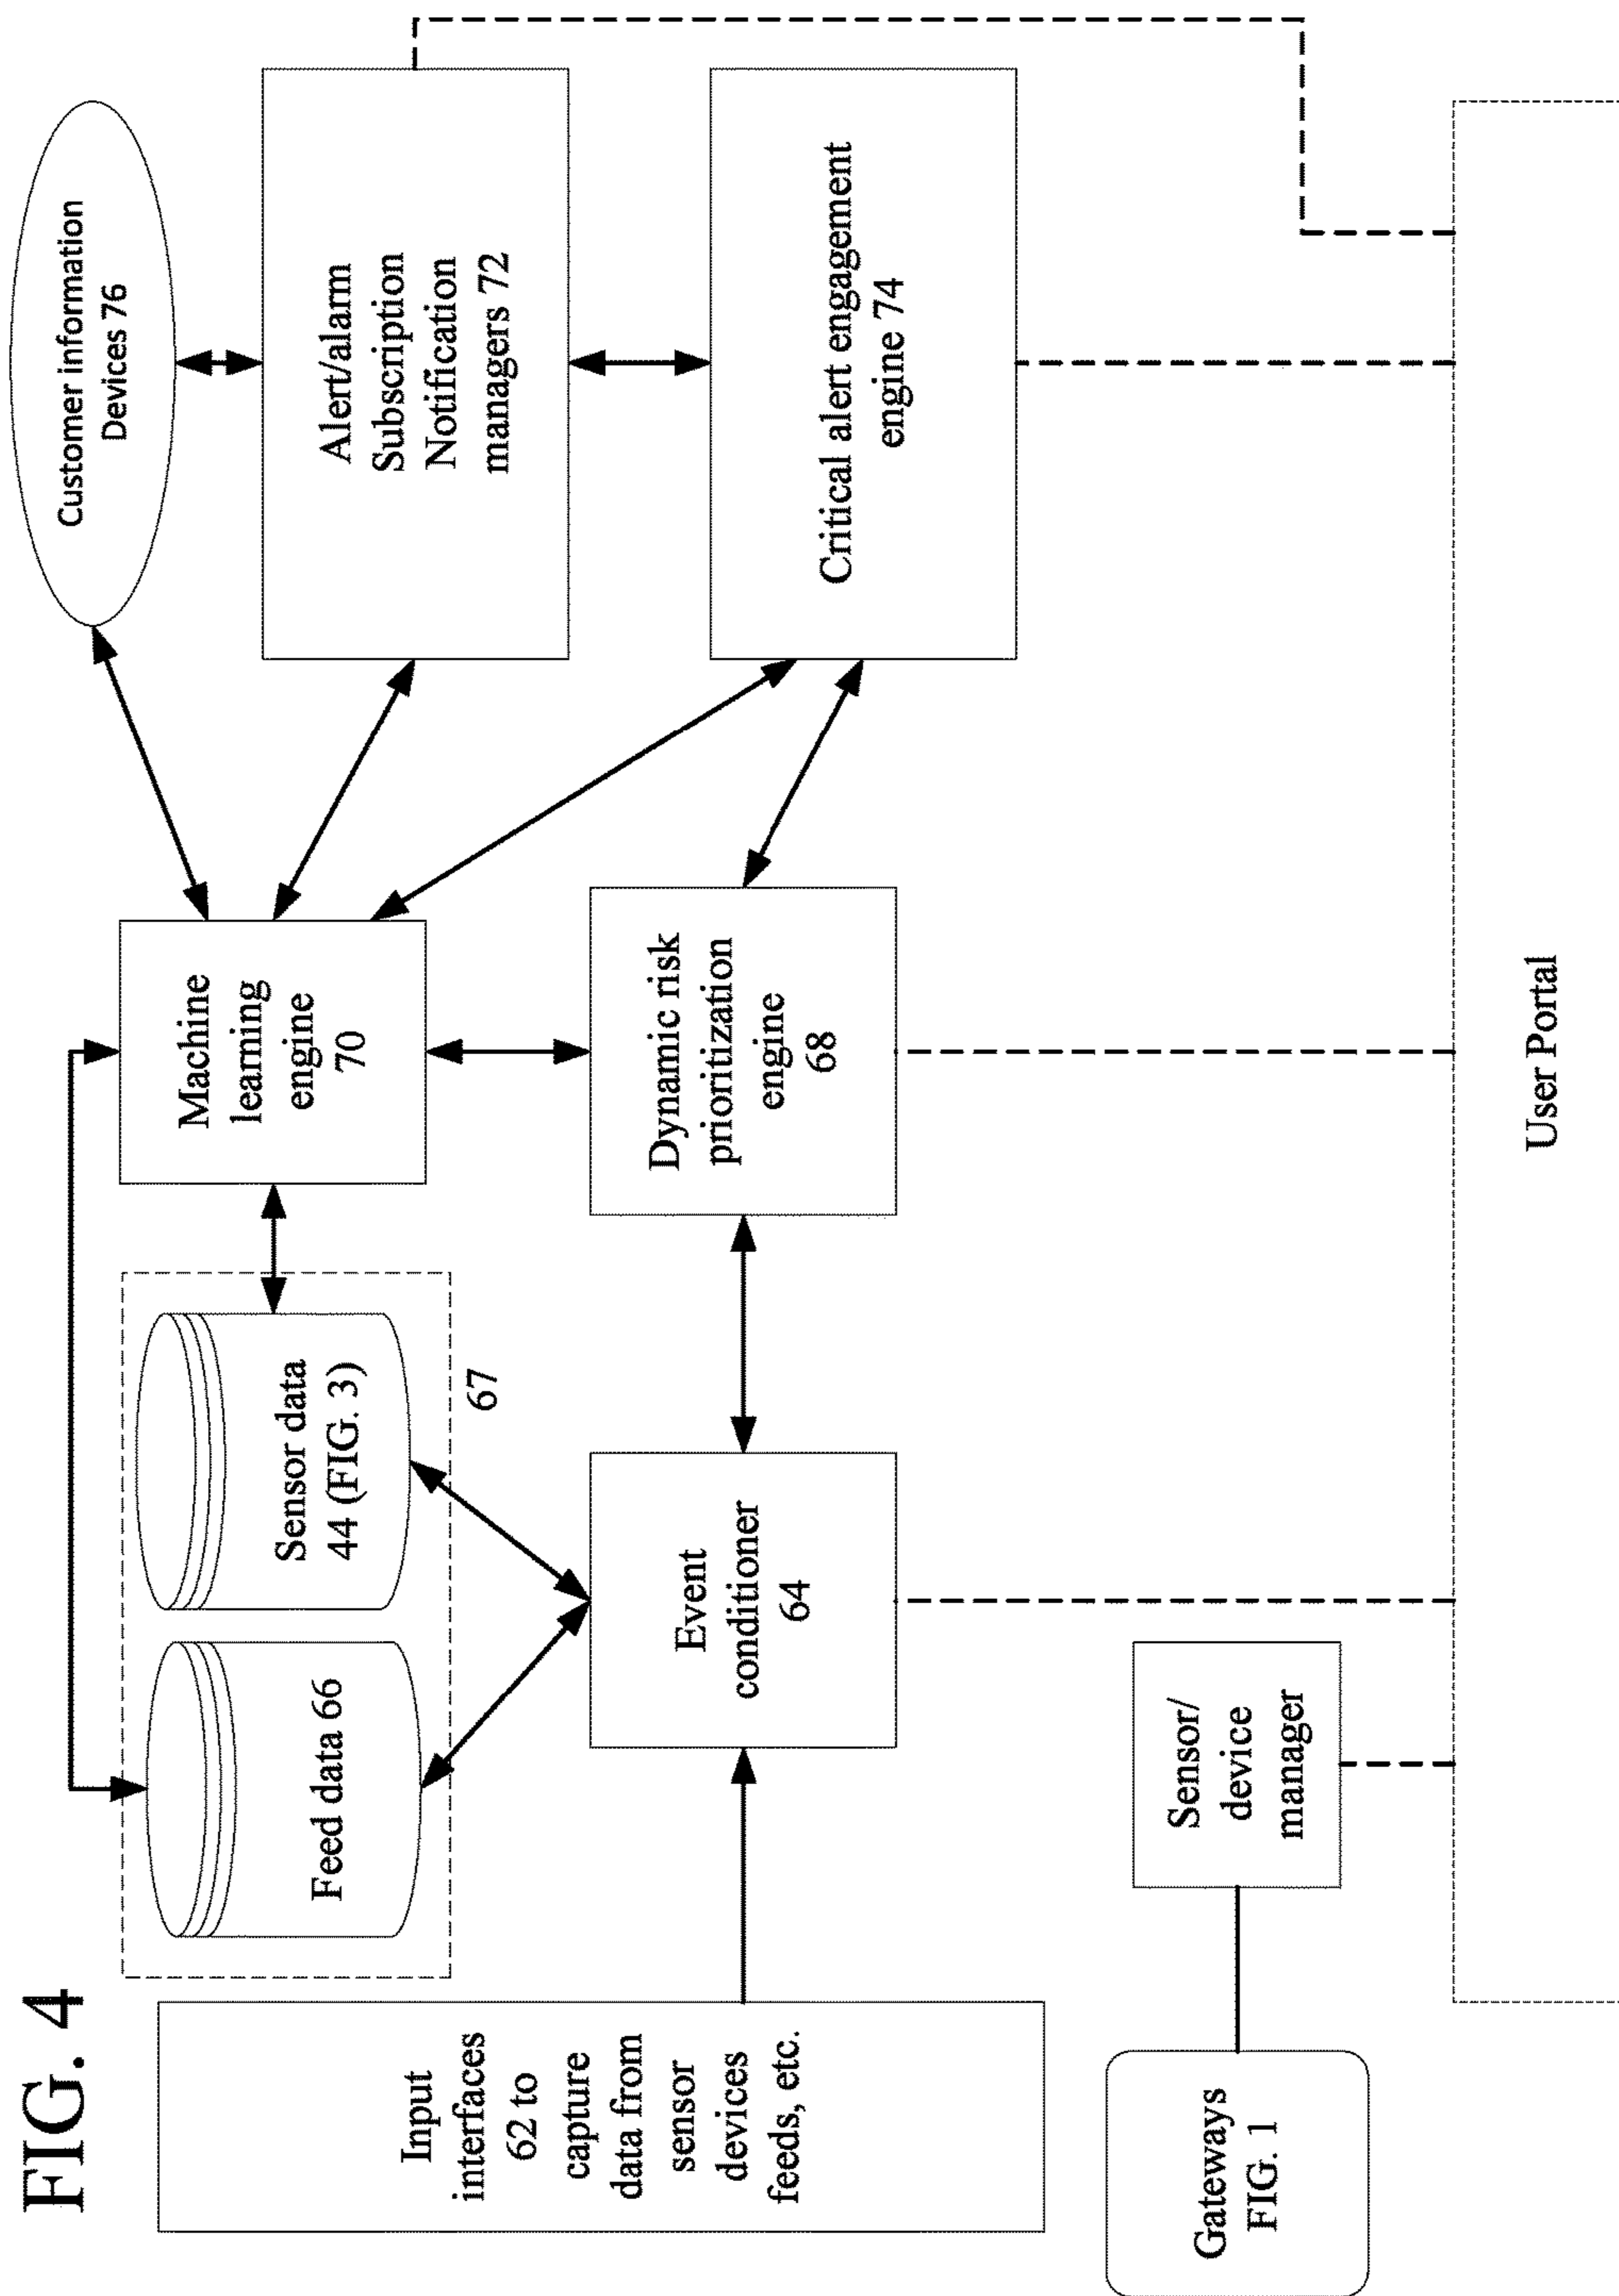 FIG. 4
Input
interfaces
62 to
capture
data from
sensor
devices
feeds, etc.
Feed data 66
Sensor data
44 (FIG. 3)
67
Machine
learning
engine
70
Customer information
Devices 76
Alert/alarm
Subscription
Notification
managers 72
Event
conditioner
64
Dynamic risk
prioritization
engine
68
Critical alert engagement
engine 74
Gateways
FIG. 1
Sensor/
device
manager
User Portal